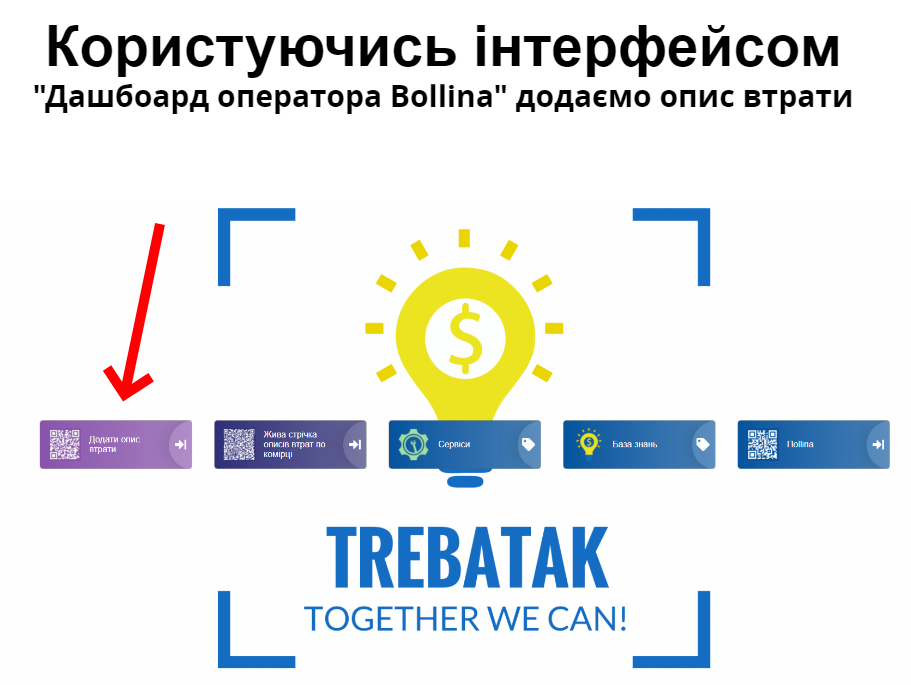 Користуючись інтерфейсом
"Дашбоард оператора Bollina" додаємо опис втрати
$
Додати опис
втрати
Жива стрічка
описів втрат по
комірці
Сервіси
База знань
Пollina
TREBATAK
TOGETHER WE CAN!